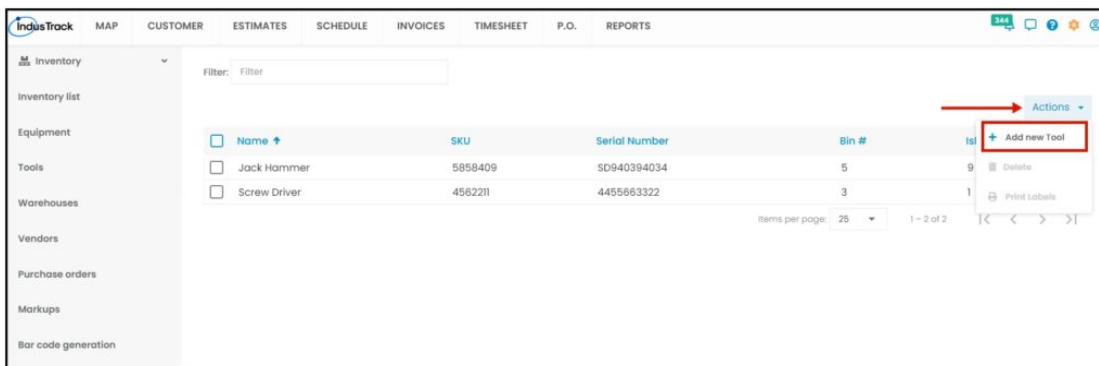 indusTrack MAP CUSTOMER ESTIMATES SCHEDULE INVOICES TIMESHEET P.O. REPORTS 344
Inventory
Filter: Filter
Inventory list
Actions
Equipment
Name SKU Serial Number Bin # Isl
Add new Tool
Tools
Jack Hammer 5858409 SD940394034 5 9
Delete
Screw Driver 4562211 4455663322 3 1
Print Labels
Warehouses
Items per page: 25 1 – 2 of 2
Vendors
Purchase orders
Markups
Bar code generation